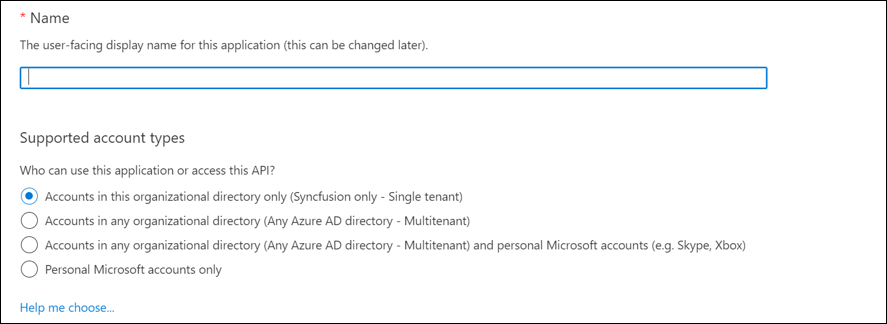 * Name
The user-facing display name for this application (this can be changed later).
Supported account types
Who can use this application or access this API?
Accounts in this organizational directory only (Syncfusion only - Single tenant)
Accounts in any organizational directory (Any Azure AD directory - Multitenant)
Accounts in any organizational directory (Any Azure AD directory - Multitenant) and personal Microsoft accounts (e.g. Skype, Xbox)
Personal Microsoft accounts only
Help me choose...